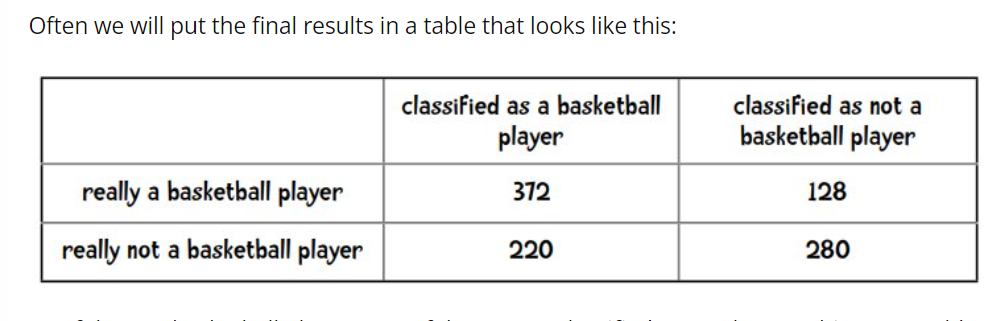 Often we will put the final results in a table that looks like this:
classified as a basketball
player
classified as not a
basketball player
really a basketball player 372 128
really not a basketball player 220 280